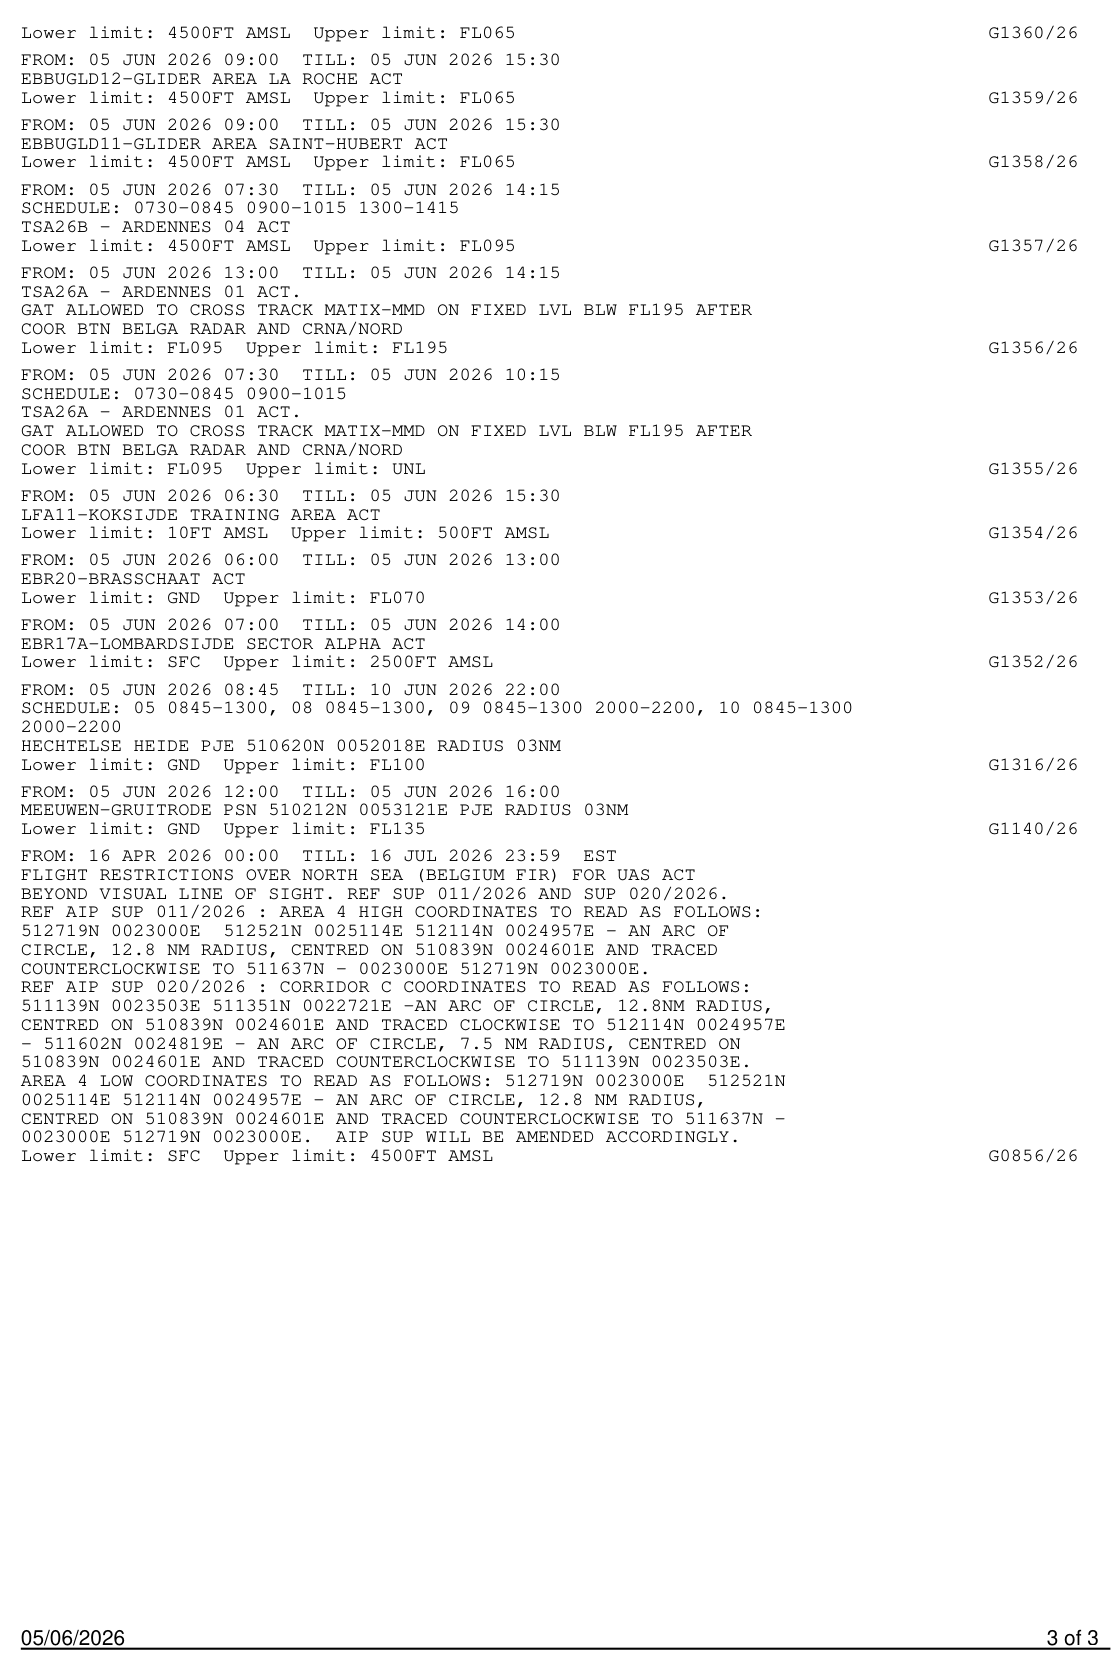 Lower limit: 4500FT AMSL  Upper limit: FL065 G1360/26
FROM: 05 JUN 2026 09:00  TILL: 05 JUN 2026 15:30
EBBUGLD12-GLIDER AREA LA ROCHE ACT
Lower limit: 4500FT AMSL  Upper limit: FL065 G1359/26
FROM: 05 JUN 2026 09:00  TILL: 05 JUN 2026 15:30
EBBUGLD11-GLIDER AREA SAINT-HUBERT ACT
Lower limit: 4500FT AMSL  Upper limit: FL065 G1358/26
FROM: 05 JUN 2026 07:30  TILL: 05 JUN 2026 14:15
SCHEDULE: 0730-0845 0900-1015 1300-1415
TSA26B - ARDENNES 04 ACT
Lower limit: 4500FT AMSL  Upper limit: FL095 G1357/26
FROM: 05 JUN 2026 13:00  TILL: 05 JUN 2026 14:15
TSA26A - ARDENNES 01 ACT.
GAT ALLOWED TO CROSS TRACK MATIX-MMD ON FIXED LVL BLW FL195 AFTER
COOR BTN BELGA RADAR AND CRNA/NORD
Lower limit: FL095  Upper limit: FL195 G1356/26
FROM: 05 JUN 2026 07:30  TILL: 05 JUN 2026 10:15
SCHEDULE: 0730-0845 0900-1015
TSA26A - ARDENNES 01 ACT.
GAT ALLOWED TO CROSS TRACK MATIX-MMD ON FIXED LVL BLW FL195 AFTER
COOR BTN BELGA RADAR AND CRNA/NORD
Lower limit: FL095  Upper limit: UNL G1355/26
FROM: 05 JUN 2026 06:30  TILL: 05 JUN 2026 15:30
LFA11-KOKSIJDE TRAINING AREA ACT
Lower limit: 10FT AMSL  Upper limit: 500FT AMSL G1354/26
FROM: 05 JUN 2026 06:00  TILL: 05 JUN 2026 13:00
EBR20-BRASSCHAAT ACT
Lower limit: GND  Upper limit: FL070 G1353/26
FROM: 05 JUN 2026 07:00  TILL: 05 JUN 2026 14:00
EBR17A-LOMBARDSIJDE SECTOR ALPHA ACT
Lower limit: SFC  Upper limit: 2500FT AMSL G1352/26
FROM: 05 JUN 2026 08:45  TILL: 10 JUN 2026 22:00
SCHEDULE: 05 0845-1300, 08 0845-1300, 09 0845-1300 2000-2200, 10 0845-1300
2000-2200
HECHTELSE HEIDE PJE 510620N 0052018E RADIUS 03NM
Lower limit: GND  Upper limit: FL100 G1316/26
FROM: 05 JUN 2026 12:00  TILL: 05 JUN 2026 16:00
MEEUWEN-GRUITRODE PSN 510212N 0053121E PJE RADIUS 03NM
Lower limit: GND  Upper limit: FL135 G1140/26
FROM: 16 APR 2026 00:00  TILL: 16 JUL 2026 23:59  EST
FLIGHT RESTRICTIONS OVER NORTH SEA (BELGIUM FIR) FOR UAS ACT
BEYOND VISUAL LINE OF SIGHT. REF SUP 011/2026 AND SUP 020/2026.
REF AIP SUP 011/2026 : AREA 4 HIGH COORDINATES TO READ AS FOLLOWS:
512719N 0023000E  512521N 0025114E 512114N 0024957E - AN ARC OF
CIRCLE, 12.8 NM RADIUS, CENTRED ON 510839N 0024601E AND TRACED
COUNTERCLOCKWISE TO 511637N - 0023000E 512719N 0023000E.
REF AIP SUP 020/2026 : CORRIDOR C COORDINATES TO READ AS FOLLOWS:
511139N 0023503E 511351N 0022721E -AN ARC OF CIRCLE, 12.8NM RADIUS,
CENTRED ON 510839N 0024601E AND TRACED CLOCKWISE TO 512114N 0024957E
- 511602N 0024819E - AN ARC OF CIRCLE, 7.5 NM RADIUS, CENTRED ON
510839N 0024601E AND TRACED COUNTERCLOCKWISE TO 511139N 0023503E.
AREA 4 LOW COORDINATES TO READ AS FOLLOWS: 512719N 0023000E  512521N
0025114E 512114N 0024957E - AN ARC OF CIRCLE, 12.8 NM RADIUS,
CENTRED ON 510839N 0024601E AND TRACED COUNTERCLOCKWISE TO 511637N -
0023000E 512719N 0023000E.  AIP SUP WILL BE AMENDED ACCORDINGLY.
Lower limit: SFC  Upper limit: 4500FT AMSL G0856/26
05/06/2026 3 of 3